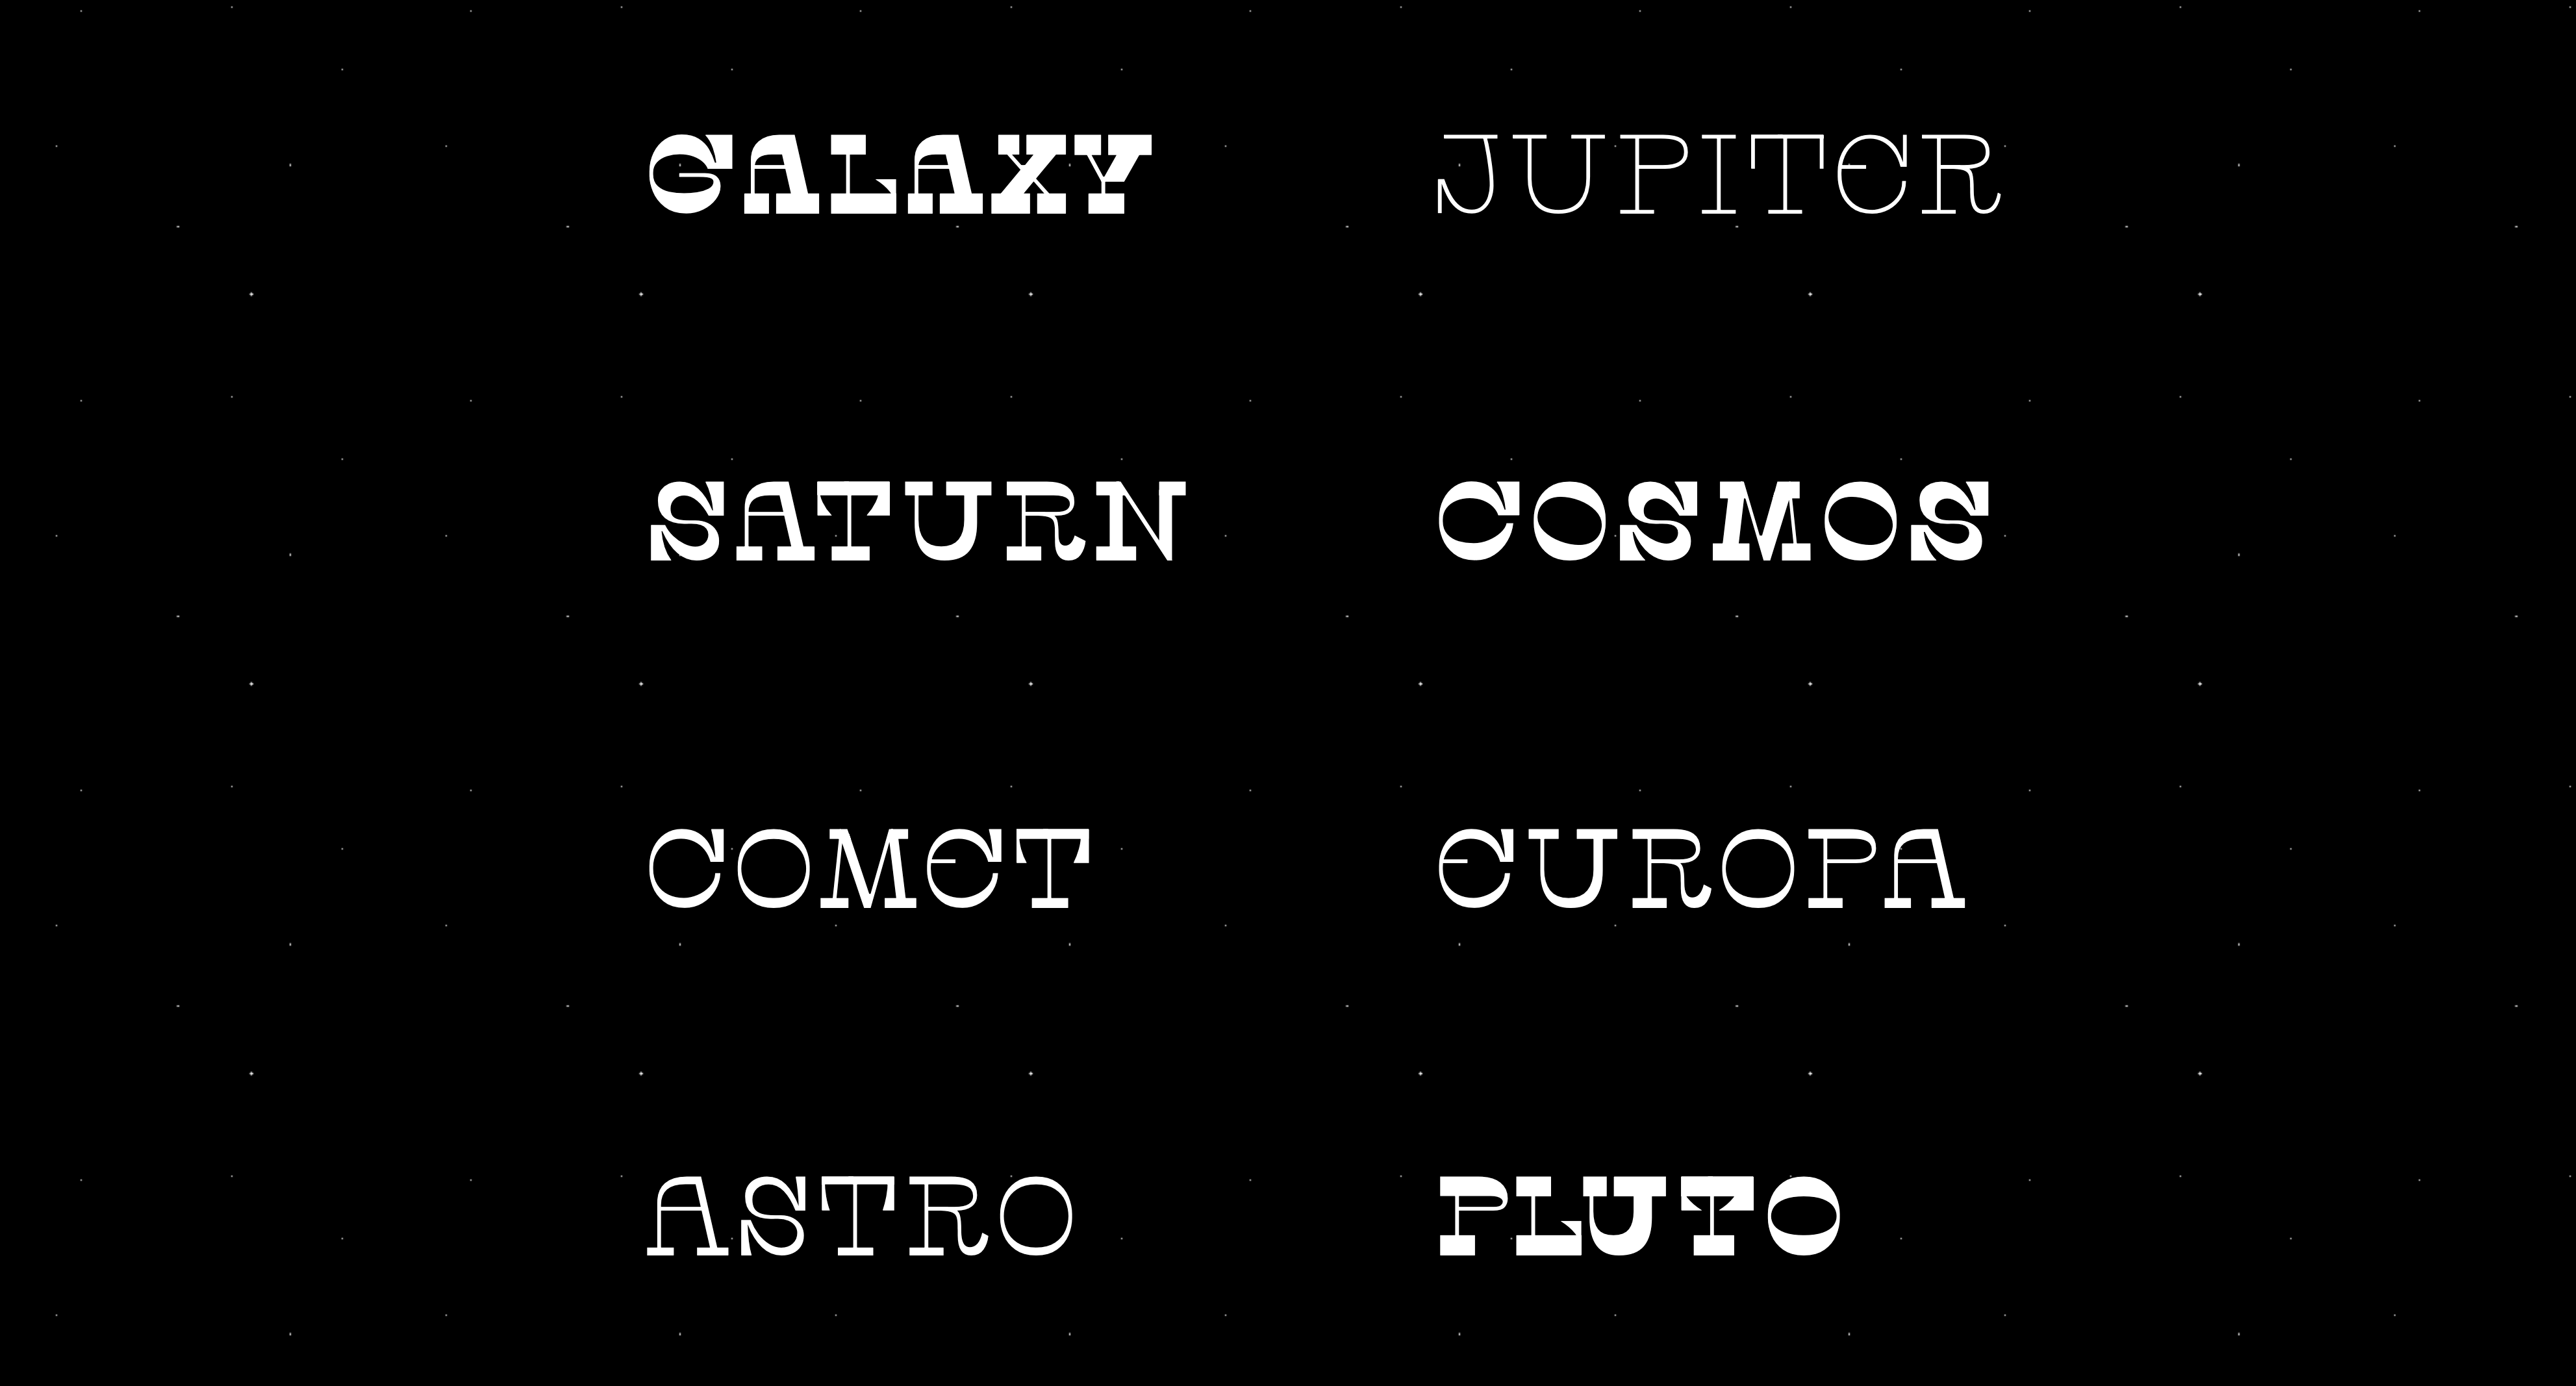 GALAXY
JUPITER
SATURN
COSMOS
COMET
EUROPA
ASTRO
PLUTO